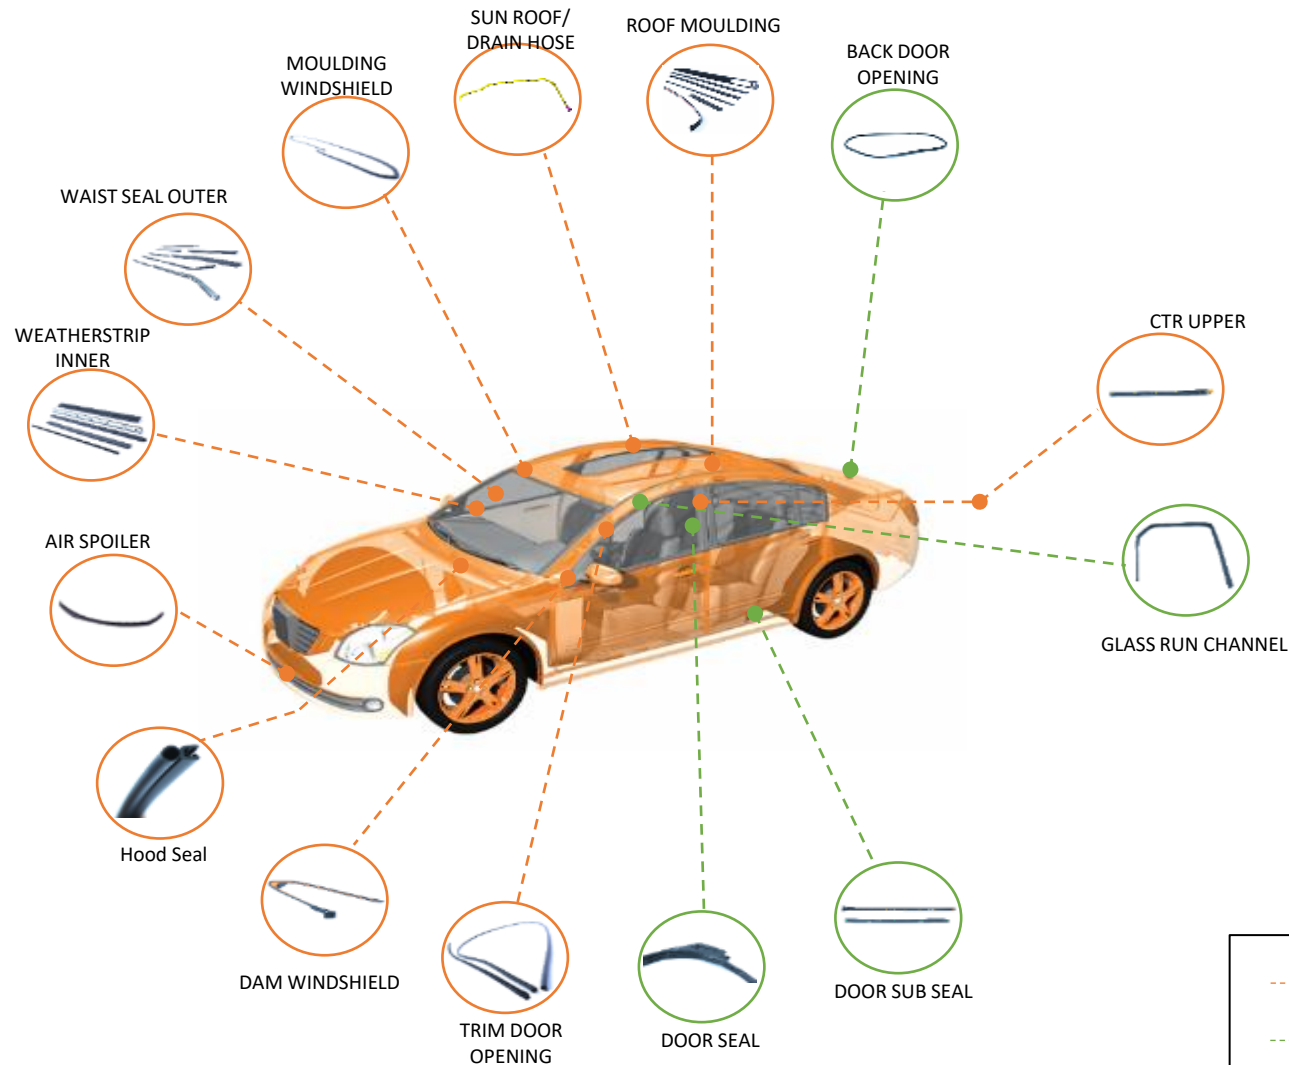 SUN ROOF/
DRAIN HOSE
ROOF MOULDING
BACK DOOR
OPENING
MOULDING
WINDSHIELD
WAIST SEAL OUTER
WEATHERSTRIP
INNER
CTR UPPER
AIR SPOILER
GLASS RUN CHANNEL
Hood Seal
DAM WINDSHIELD
TRIM DOOR
OPENING
DOOR SEAL
DOOR SUB SEAL